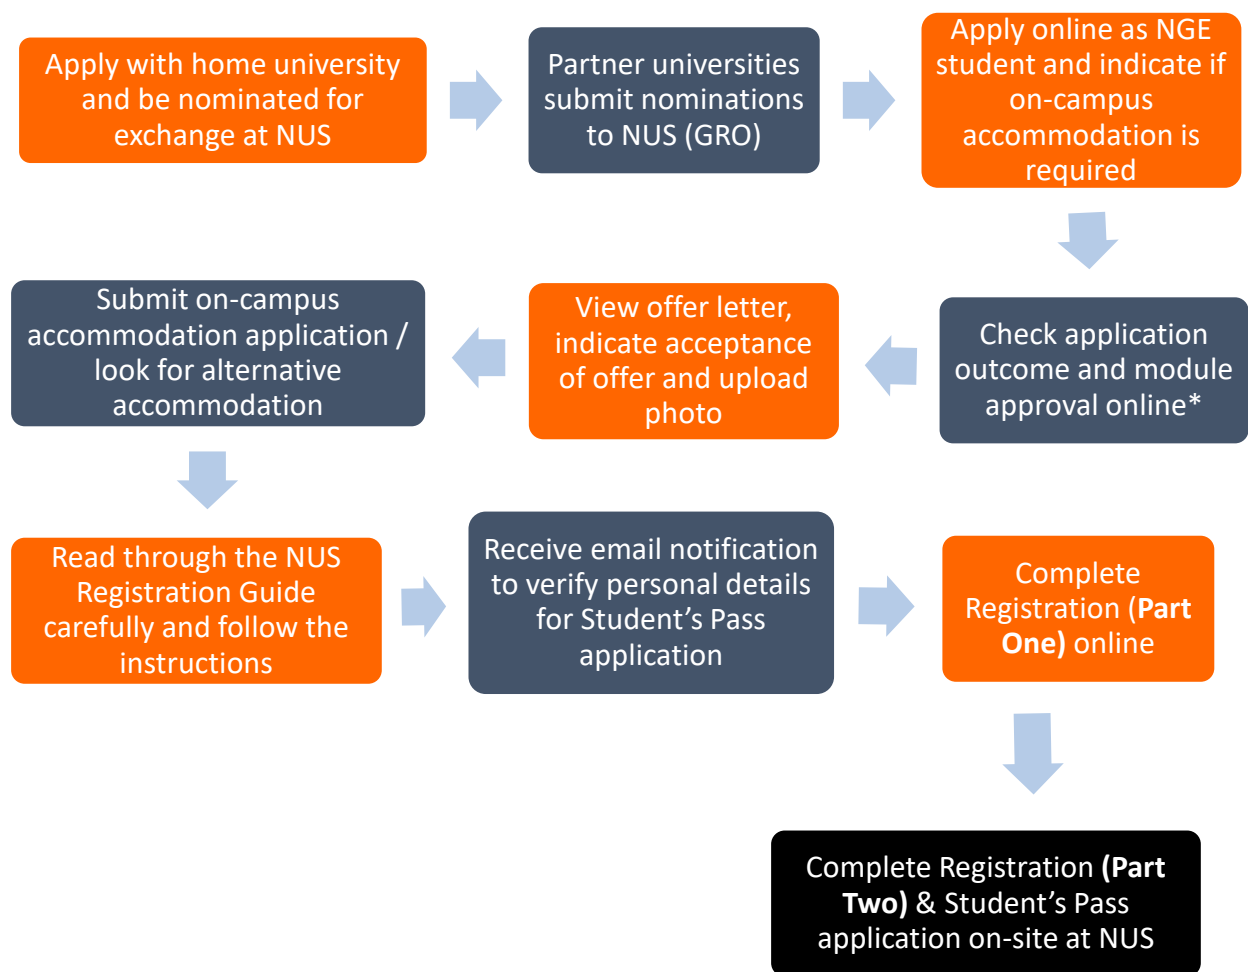 Apply with home university
and be nominated for
exchange at NUS
Partner universities
submit nominations
to NUS (GRO)
Apply online as NGE
student and indicate if
on-campus
accommodation is
required
Check application
outcome and module
approval online*
View offer letter,
indicate acceptance
of offer and upload
photo
Submit on-campus
accommodation application /
look for alternative
accommodation
Read through the NUS
Registration Guide
carefully and follow the
instructions
Receive email notification
to verify personal details
for Student’s Pass
application
Complete
Registration (Part
One) online
Complete Registration (Part
Two) & Student’s Pass
application on-site at NUS